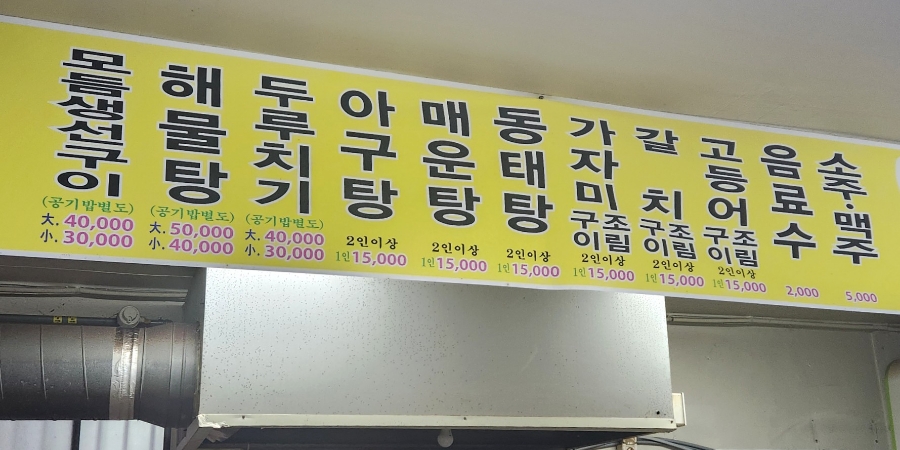 모듬생선구이
(공기밥별도)
大. 40,000
小. 30,000
해물탕
(공기밥별도)
大. 50,000
小. 40,000
두루치기
(공기밥별도)
大. 40,000
小. 30,000
아구탕
2인이상
1인15,000
매운탕
2인이상
1인15,000
동태탕
2인이상
1인15,000
가자미
구이 조림
2인이상
1인15,000
갈치
구이 조림
2인이상
1인15,000
고등어
구이 조림
2인이상
1인15,000
음료수
2,000
소주·맥주
5,000